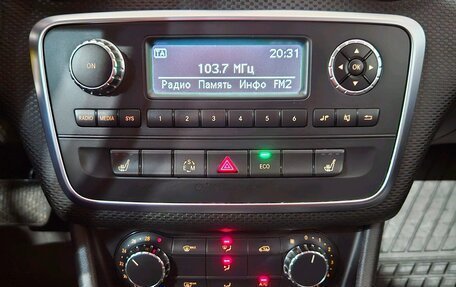 TA 20:31
103.7 МГц
Радио Память Инфо FM2
ON
OK
RADIO MEDIA SYS 1 2 3 4 5 6
ECO
A/C